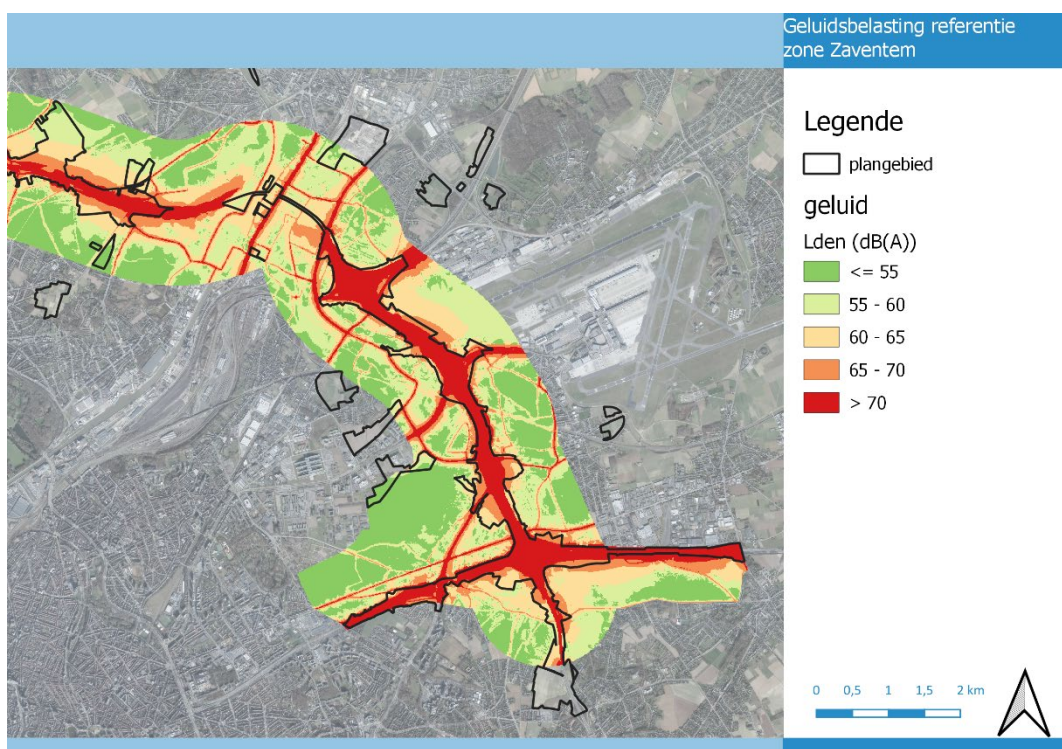 Geluidsbelasting referentie
zone Zaventem
Legende
plangebied
geluid
Lden (dB(A))
<= 55
55 - 60
60 - 65
65 - 70
> 70
0 0,5 1 1,5 2 km